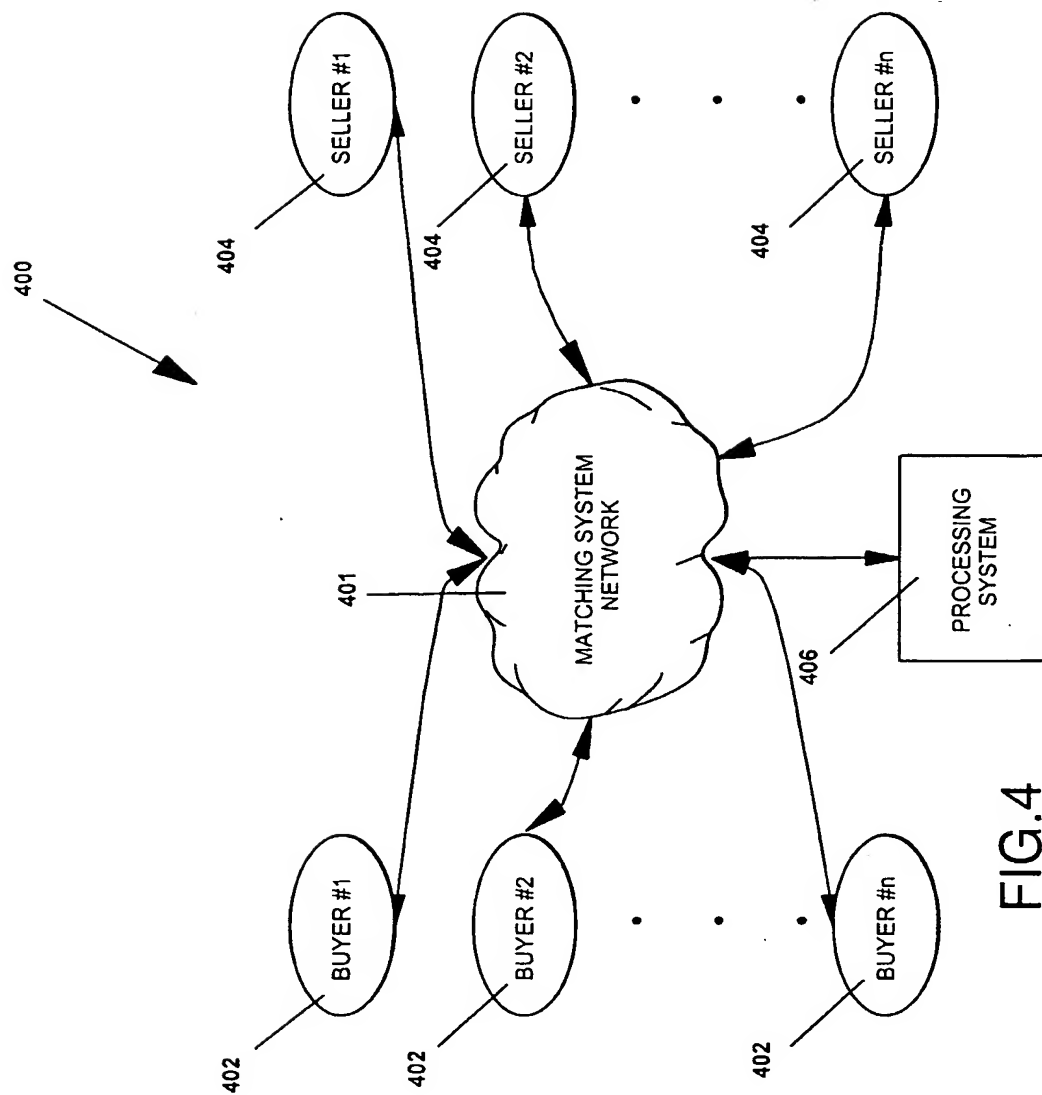 400
402
BUYER #1
402
BUYER #2
402
BUYER #n
401
MATCHING SYSTEM
NETWORK
404
SELLER #1
404
SELLER #2
404
SELLER #n
406
PROCESSING
SYSTEM
FIG.4